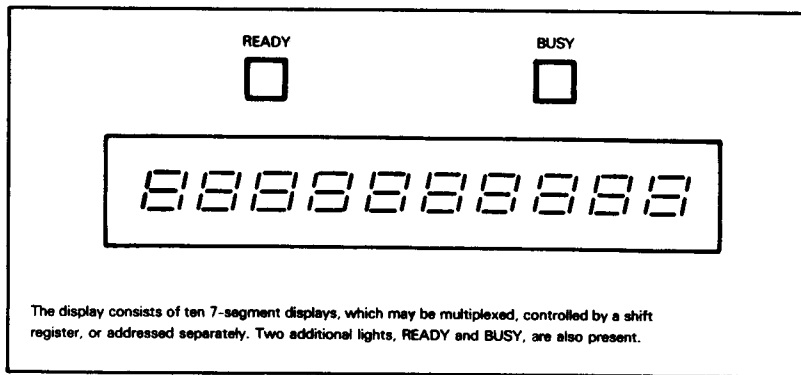 READY BUSY
The display consists of ten 7-segment displays, which may be multiplexed, controlled by a shift
register, or addressed separately. Two additional lights, READY and BUSY, are also present.